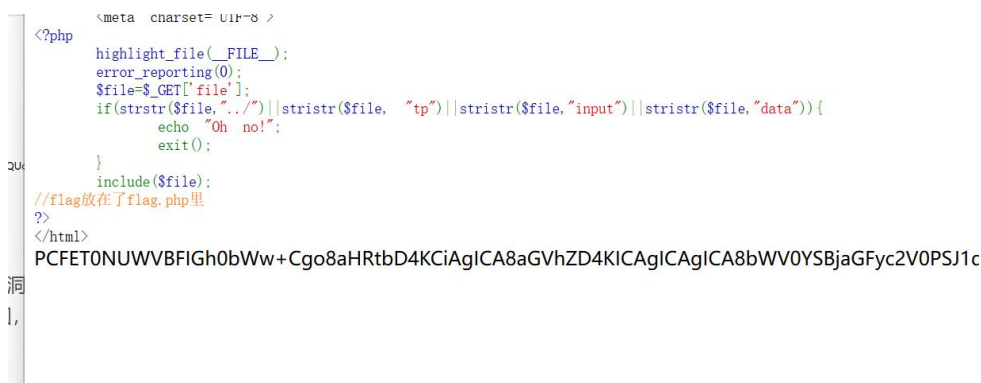 <meta charset="UTF-8">
<?php
highlight_file(__FILE__);
error_reporting(0);
$file=$_GET['file'];
if(strstr($file,"../")||stristr($file, "tp")||stristr($file,"input")||stristr($file,"data")){
echo "Oh no!";
exit();
}
include($file);
//flag放在了flag.php里
?>
</html>
PCFET0NUWVBFIGh0bWw+Cgo8aHRtbD4KCiAgICA8aGVhZD4KICAgICAgICA8bWV0YSBjaGFyc2V0PSJ1
洞